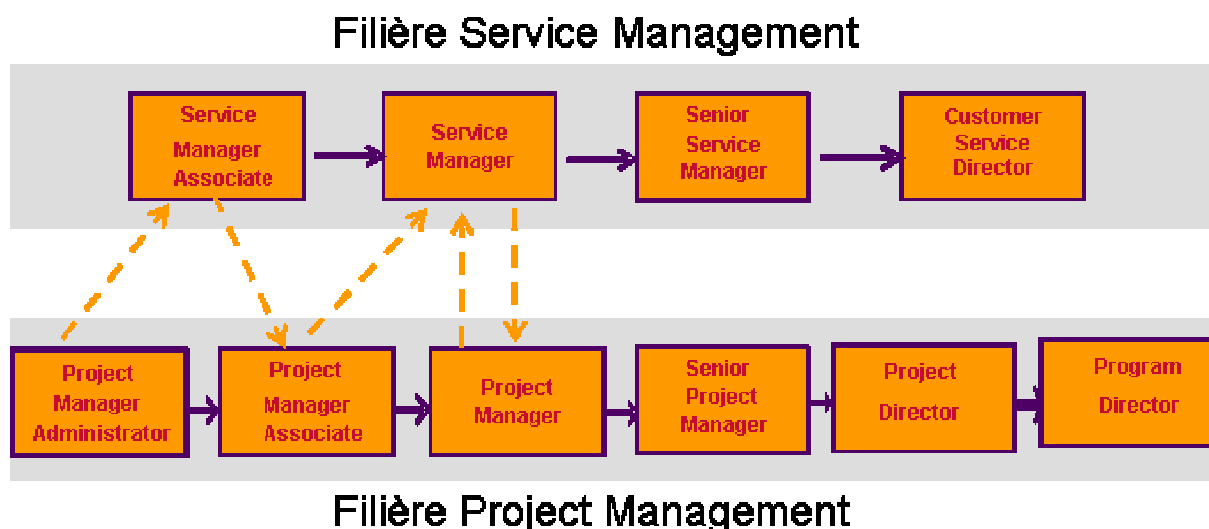 Filière Service Management
Service
Manager
Associate
Service
Manager
Senior
Service
Manager
Customer
Service
Director
Project
Manager
Administrator
Project
Manager
Associate
Project
Manager
Senior
Project
Manager
Project
Director
Program
Director
Filière Project Management